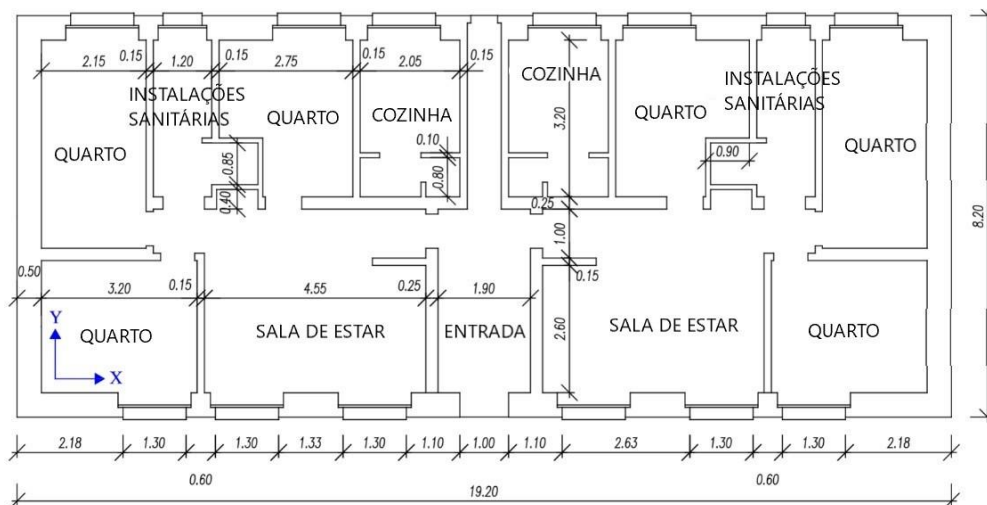 0.15 0.15 0.15 0.15
2.15 1.20 2.75 2.05
INSTALAÇÕES
SANITÁRIAS
QUARTO
QUARTO
COZINHA
0.10
0.85
0.80
0.40
COZINHA
3.20
QUARTO
INSTALAÇÕES
SANITÁRIAS
QUARTO
0.90
0.25
1.00
0.15
2.60
8.20
0.50
3.20 0.15 4.55 0.25 1.90
QUARTO
SALA DE ESTAR
ENTRADA
SALA DE ESTAR
QUARTO
Y
X
2.18 1.30 1.30 1.33 1.30 1.10 1.00 1.10 2.63 1.30 1.30 2.18
0.60 0.60
19.20